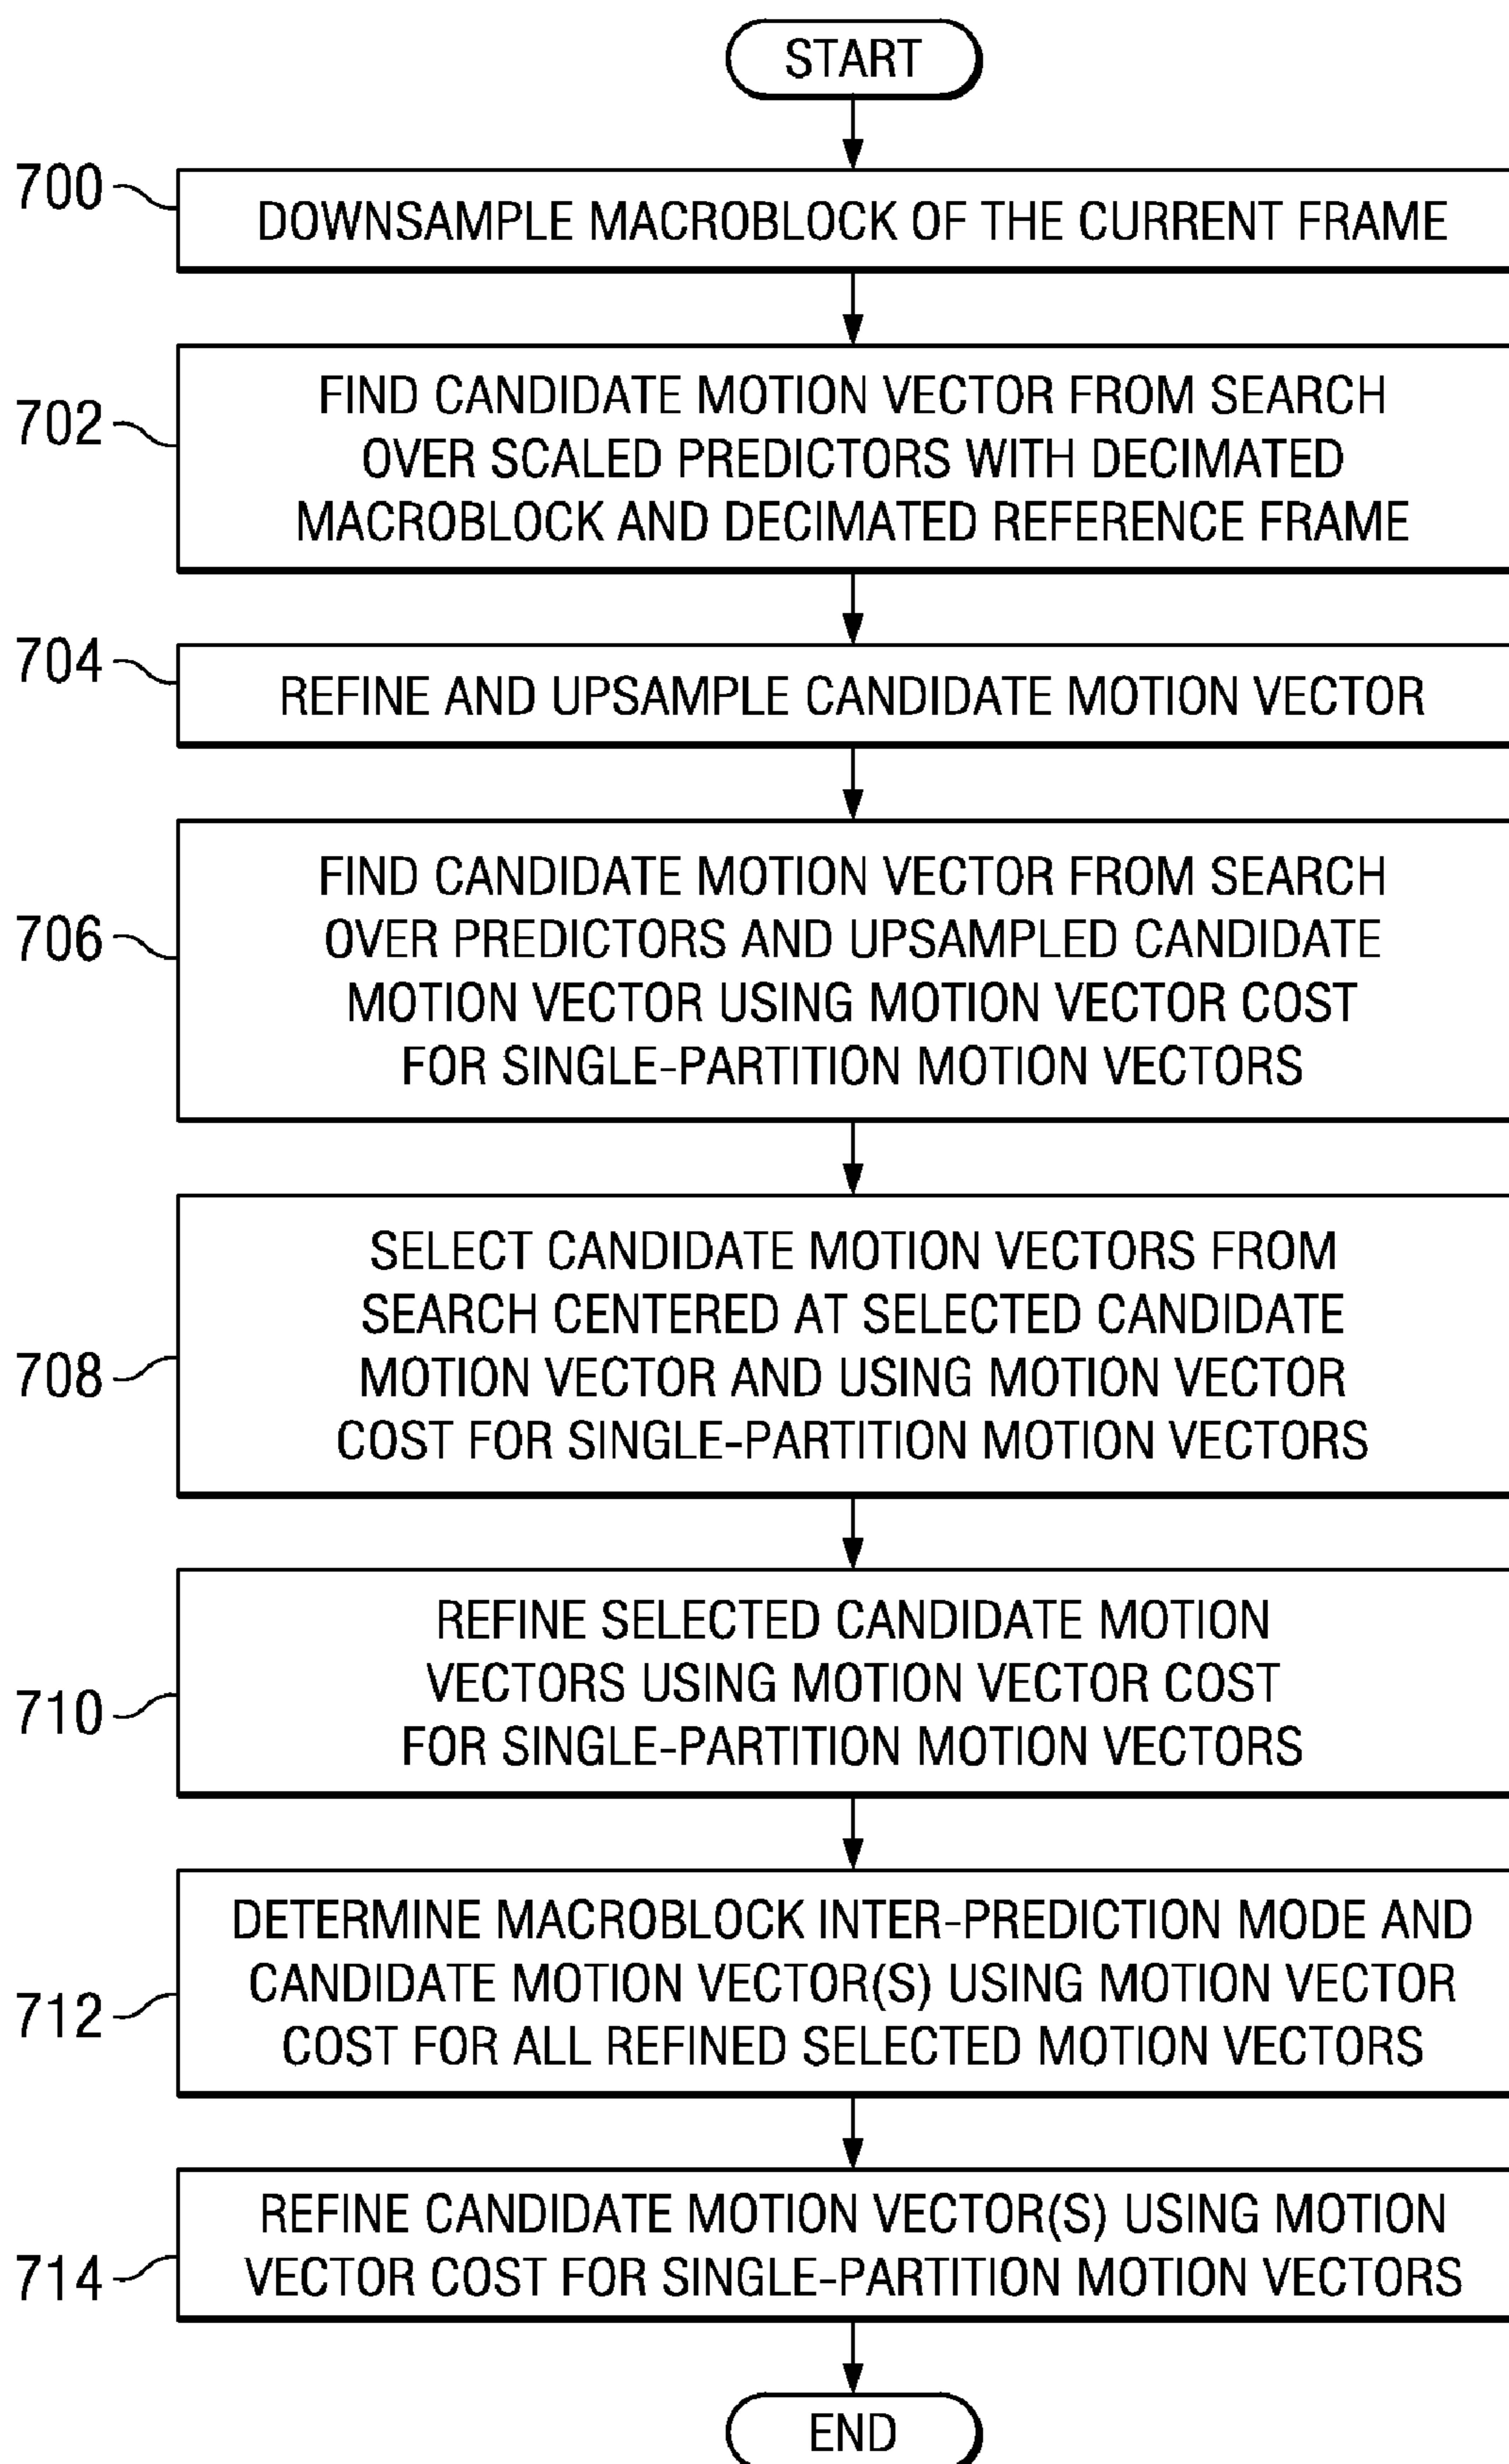 START
700
DOWNSAMPLE MACROBLOCK OF THE CURRENT FRAME
702
FIND CANDIDATE MOTION VECTOR FROM SEARCH
OVER SCALED PREDICTORS WITH DECIMATED
MACROBLOCK AND DECIMATED REFERENCE FRAME
704
REFINE AND UPSAMPLE CANDIDATE MOTION VECTOR
706
FIND CANDIDATE MOTION VECTOR FROM SEARCH
OVER PREDICTORS AND UPSAMPLED CANDIDATE
MOTION VECTOR USING MOTION VECTOR COST
FOR SINGLE-PARTITION MOTION VECTORS
708
SELECT CANDIDATE MOTION VECTORS FROM
SEARCH CENTERED AT SELECTED CANDIDATE
MOTION VECTOR AND USING MOTION VECTOR
COST FOR SINGLE-PARTITION MOTION VECTORS
710
REFINE SELECTED CANDIDATE MOTION
VECTORS USING MOTION VECTOR COST
FOR SINGLE-PARTITION MOTION VECTORS
712
DETERMINE MACROBLOCK INTER-PREDICTION MODE AND
CANDIDATE MOTION VECTOR(S) USING MOTION VECTOR
COST FOR ALL REFINED SELECTED MOTION VECTORS
714
REFINE CANDIDATE MOTION VECTOR(S) USING MOTION
VECTOR COST FOR SINGLE-PARTITION MOTION VECTORS
END